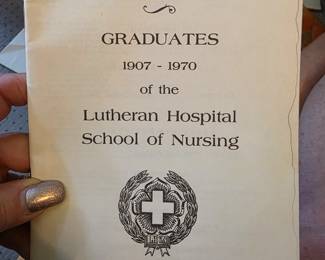 GRADUATES
1907 - 1970
of the
Lutheran Hospital
School of Nursing